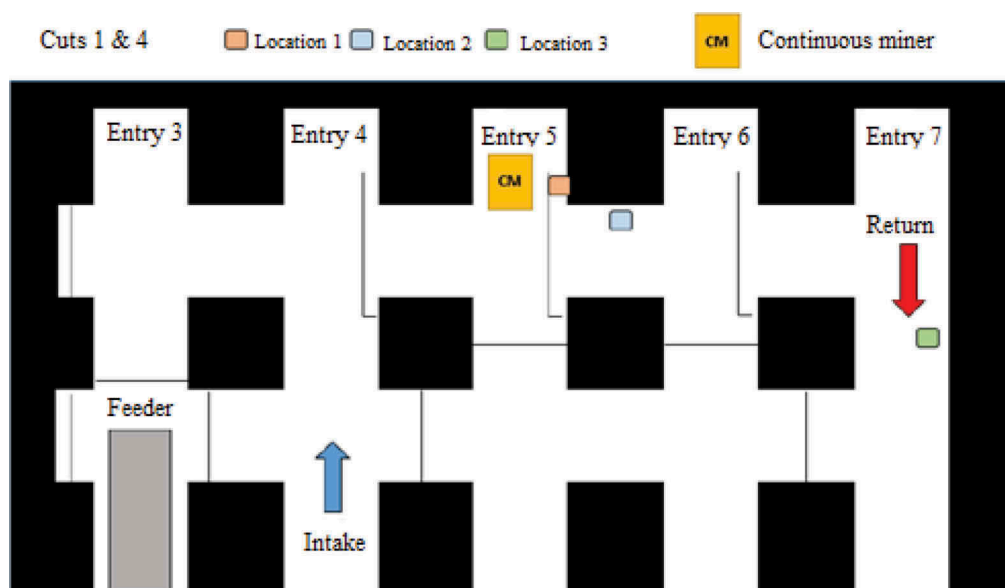 Cuts 1 & 4 Location 1 Location 2 Location 3 CM Continuous miner
Entry 3 Entry 4 Entry 5 Entry 6 Entry 7
CM
Return
Feeder
Intake